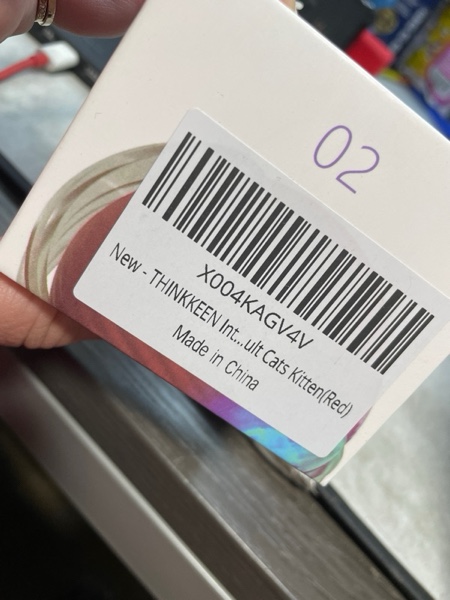 02
X004KAGV4V
New - THINKKEEN Int...ult Cats Kitten(Red)
Made in China